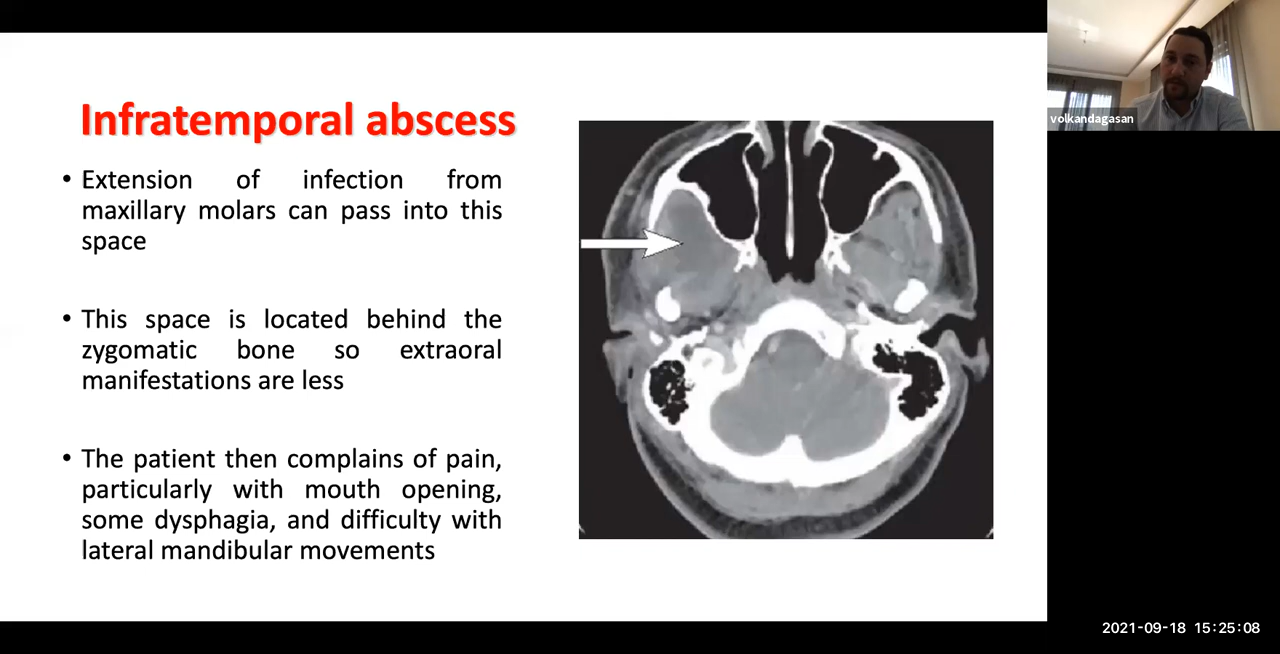 Infratemporal abscess
• Extension of infection from
maxillary molars can pass into this
space
• This space is located behind the
zygomatic bone so extraoral
manifestations are less
• The patient then complains of pain,
particularly with mouth opening,
some dysphagia, and difficulty with
lateral mandibular movements
volkandagasan
2021-09-18 15:25:08